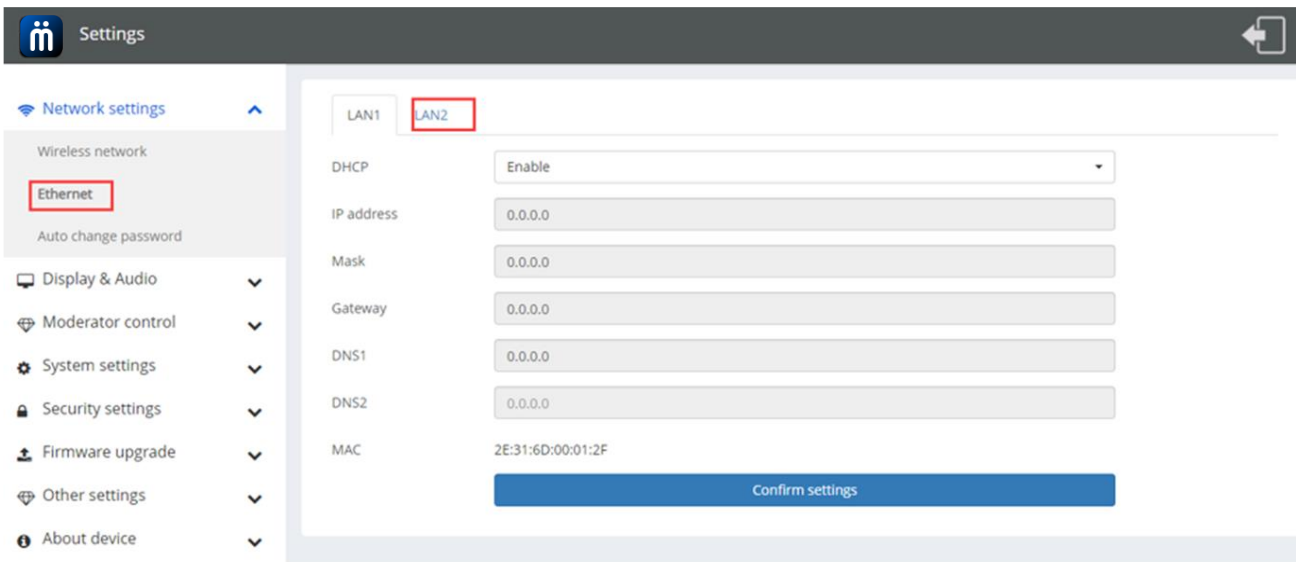 m Settings
Network settings
Wireless network
Ethernet
Auto change password
Display & Audio
Moderator control
System settings
Security settings
Firmware upgrade
Other settings
About device
LAN1 LAN2
DHCP Enable
IP address 0.0.0.0
Mask 0.0.0.0
Gateway 0.0.0.0
DNS1 0.0.0.0
DNS2 0.0.0.0
MAC 2E:31:6D:00:01:2F
Confirm settings